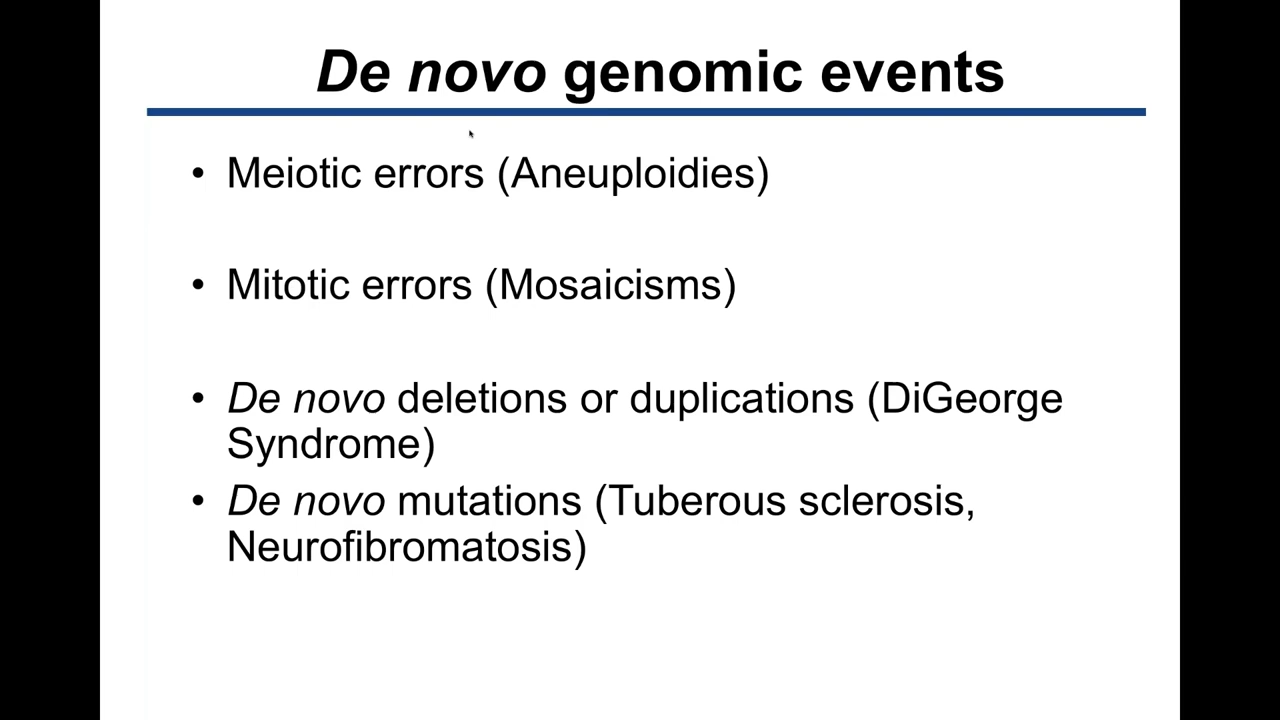 De novo genomic events
• Meiotic errors (Aneuploidies)
• Mitotic errors (Mosaicisms)
• De novo deletions or duplications (DiGeorge
Syndrome)
• De novo mutations (Tuberous sclerosis,
Neurofibromatosis)